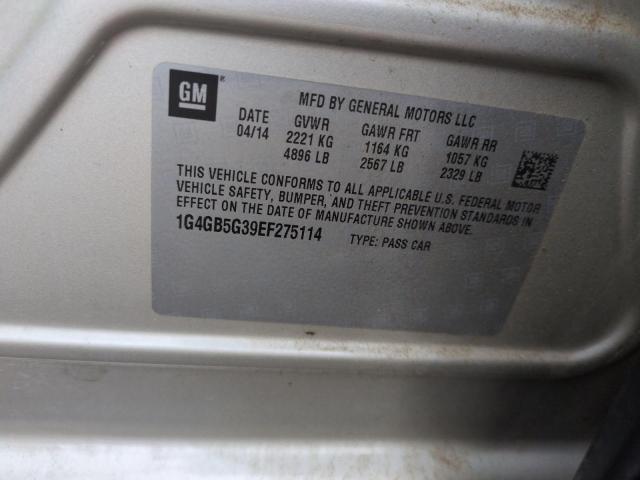 GM
MFD BY GENERAL MOTORS LLC
DATE GVWR GAWR FRT GAWR RR
04/14 2221 KG 1164 KG 1057 KG
4896 LB 2567 LB 2329 LB
THIS VEHICLE CONFORMS TO ALL APPLICABLE U.S. FEDERAL MOTOR
VEHICLE SAFETY, BUMPER, AND THEFT PREVENTION STANDARDS IN
EFFECT ON THE DATE OF MANUFACTURE SHOWN ABOVE.
1G4GB5G39EF275114 TYPE: PASS CAR